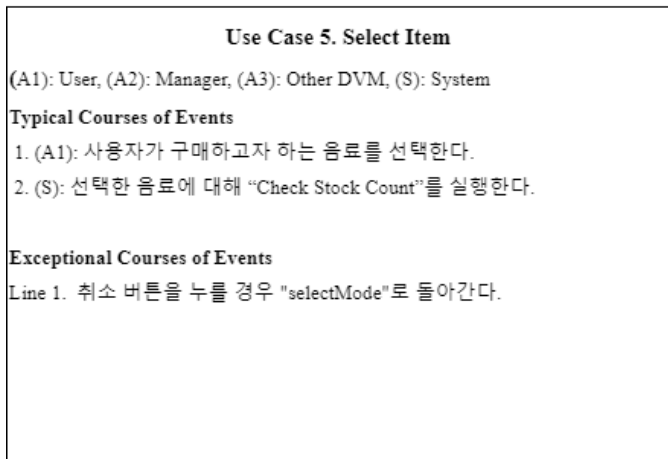 Use Case 5. Select Item
(A1): User, (A2): Manager, (A3): Other DVM, (S): System
Typical Courses of Events
1. (A1): 사용자가 구매하고자 하는 음료를 선택한다.
2. (S): 선택한 음료에 대해 “Check Stock Count”를 실행한다.
Exceptional Courses of Events
Line 1. 취소 버튼을 누를 경우 "selectMode"로 돌아간다.